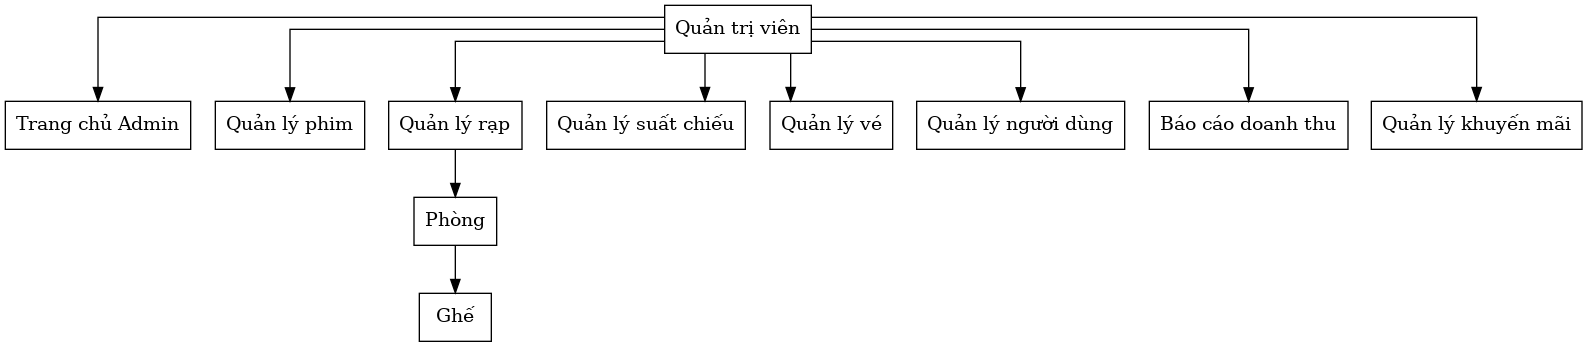 Quản trị viên
Trang chủ Admin
Quản lý phim
Quản lý rạp
Quản lý suất chiếu
Quản lý vé
Quản lý người dùng
Báo cáo doanh thu
Quản lý khuyến mãi
Phòng
Ghế